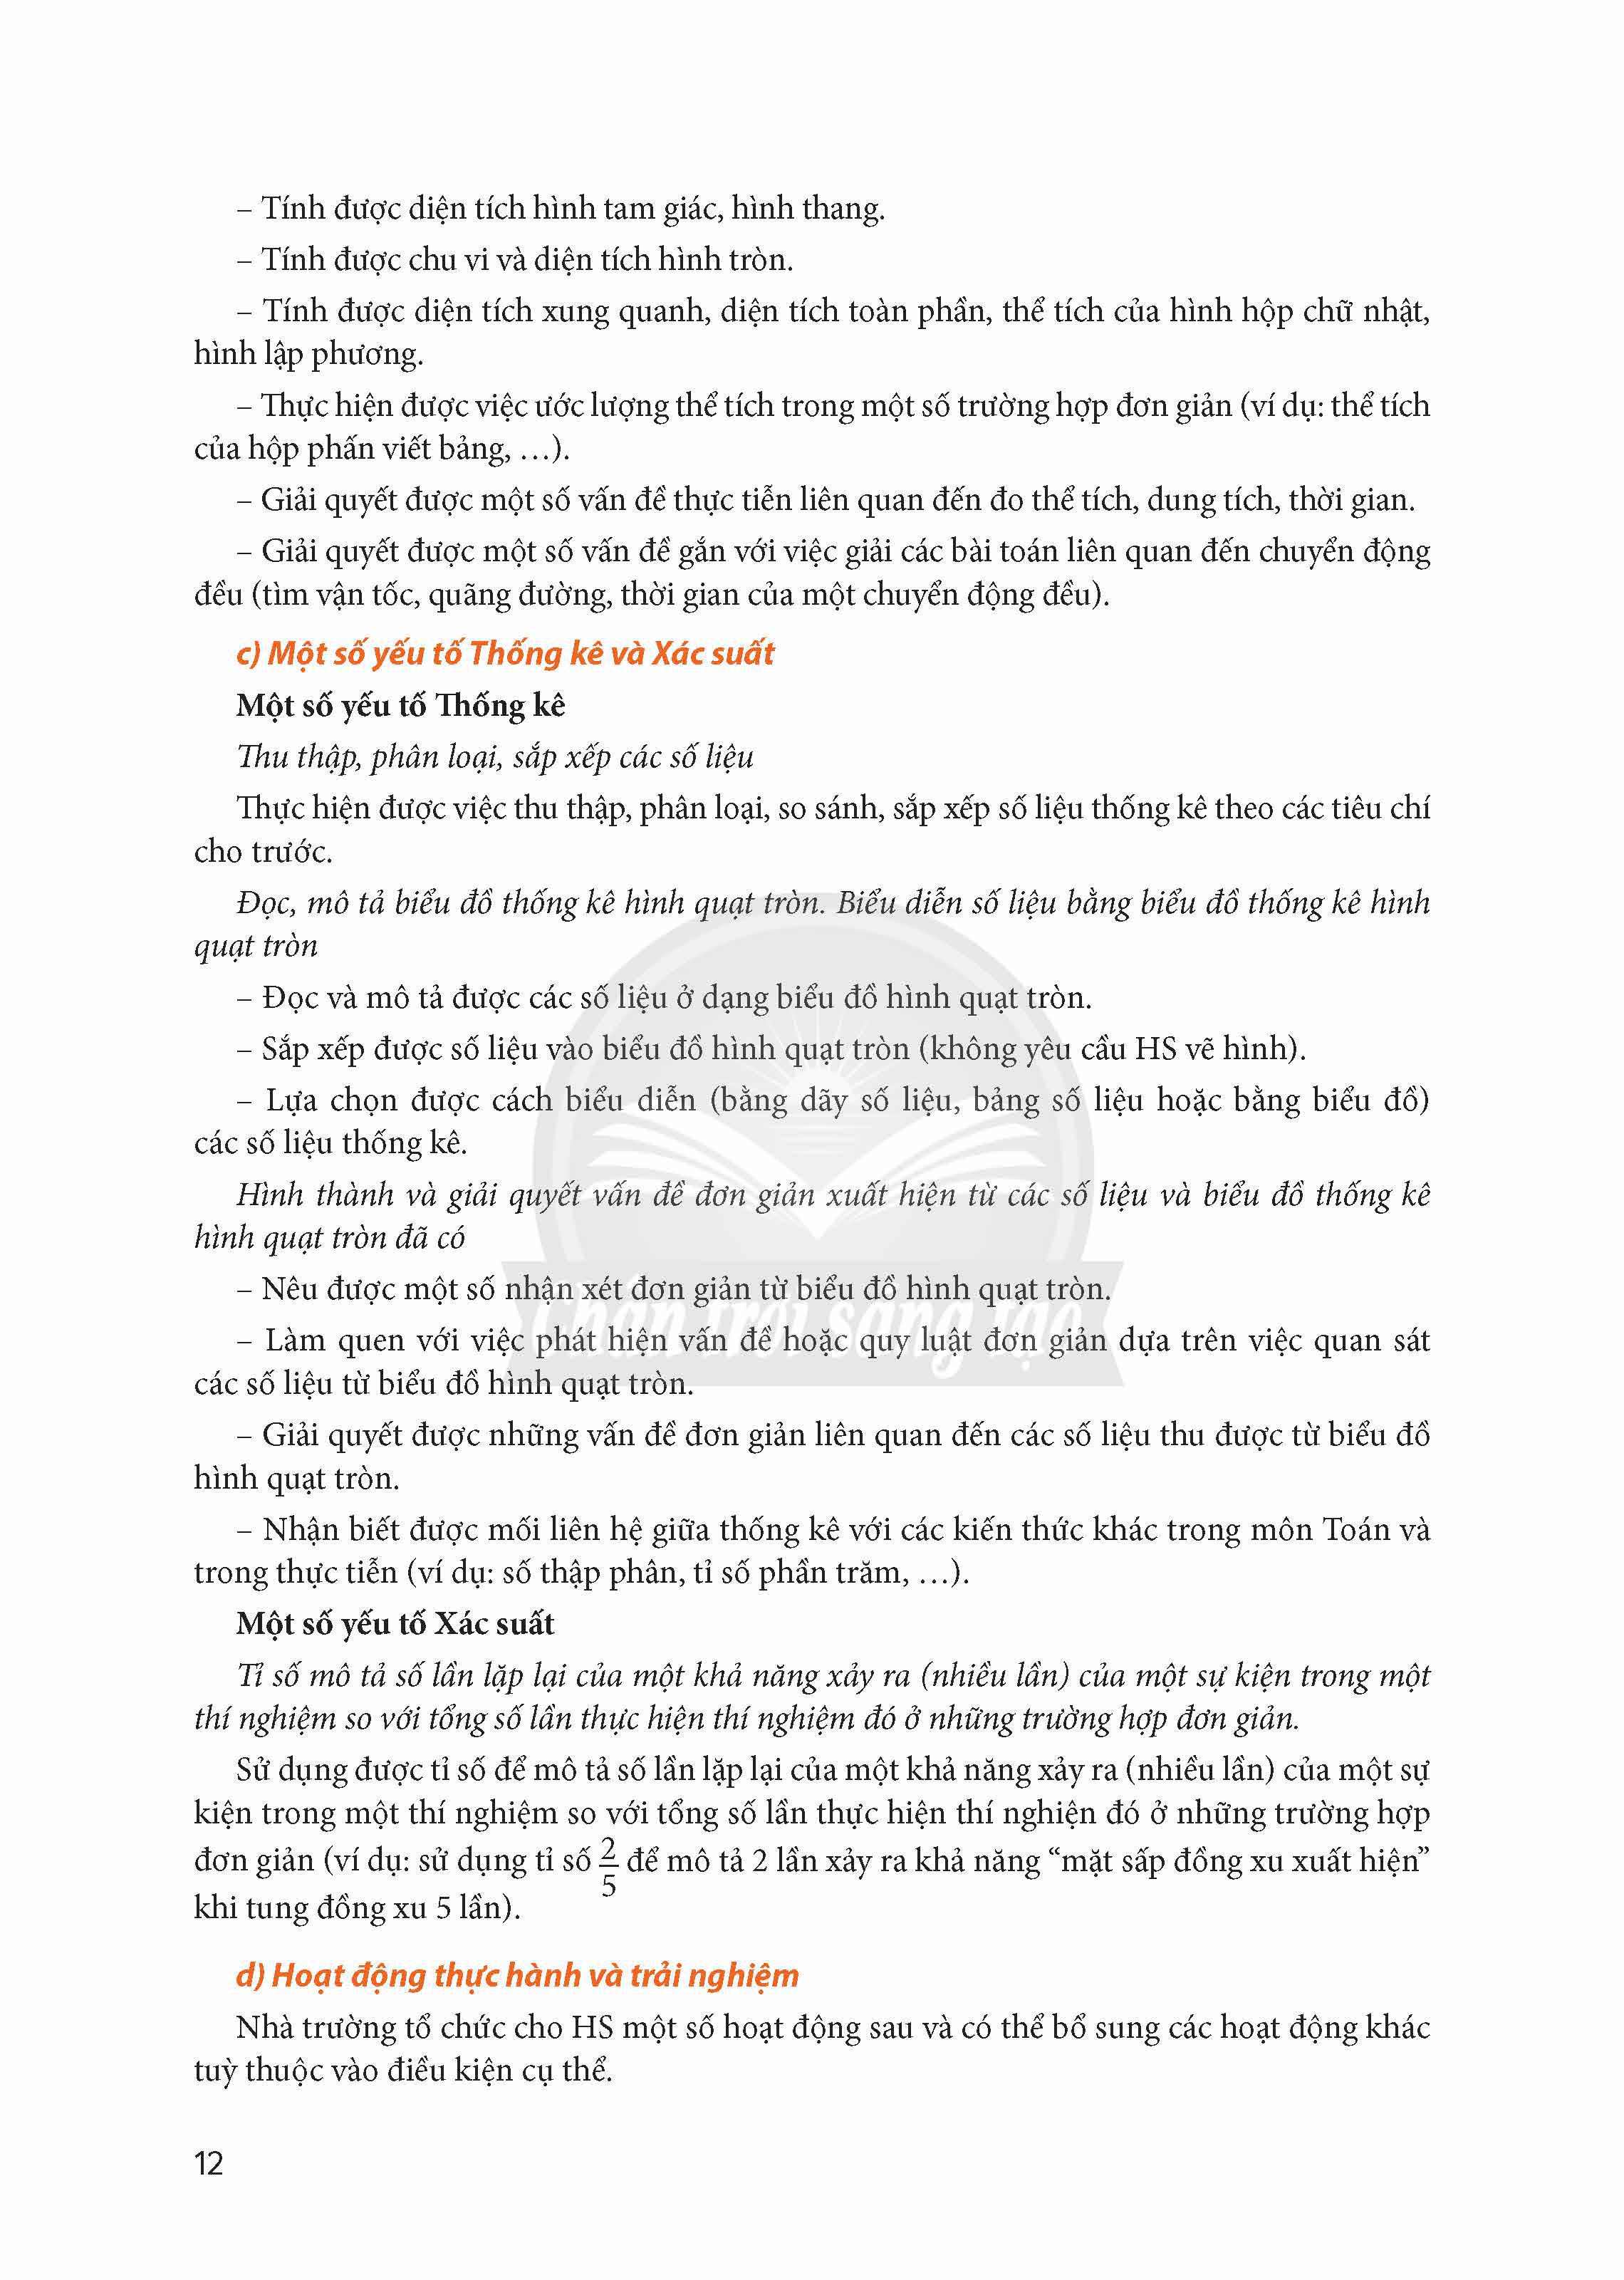 – Tính được diện tích hình tam giác, hình thang.
– Tính được chu vi và diện tích hình tròn.
– Tính được diện tích xung quanh, diện tích toàn phần, thể tích của hình hộp chữ nhật,
hình lập phương.
– Thực hiện được việc ước lượng thể tích trong một số trường hợp đơn giản (ví dụ: thể tích
của hộp phấn viết bảng, …).
– Giải quyết được một số vấn đề thực tiễn liên quan đến đo thể tích, dung tích, thời gian.
– Giải quyết được một số vấn đề gắn với việc giải các bài toán liên quan đến chuyển động
đều (tìm vận tốc, quãng đường, thời gian của một chuyển động đều).
c) Một số yếu tố Thống kê và Xác suất
Một số yếu tố Thống kê
Thu thập, phân loại, sắp xếp các số liệu
Thực hiện được việc thu thập, phân loại, so sánh, sắp xếp số liệu thống kê theo các tiêu chí
cho trước.
Đọc, mô tả biểu đồ thống kê hình quạt tròn. Biểu diễn số liệu bằng biểu đồ thống kê hình
quạt tròn
– Đọc và mô tả được các số liệu ở dạng biểu đồ hình quạt tròn.
– Sắp xếp được số liệu vào biểu đồ hình quạt tròn (không yêu cầu HS vẽ hình).
– Lựa chọn được cách biểu diễn (bằng dãy số liệu, bảng số liệu hoặc bằng biểu đồ)
các số liệu thống kê.
Hình thành và giải quyết vấn đề đơn giản xuất hiện từ các số liệu và biểu đồ thống kê
hình quạt tròn đã có
– Nêu được một số nhận xét đơn giản từ biểu đồ hình quạt tròn.
– Làm quen với việc phát hiện vấn đề hoặc quy luật đơn giản dựa trên việc quan sát
các số liệu từ biểu đồ hình quạt tròn.
– Giải quyết được những vấn đề đơn giản liên quan đến các số liệu thu được từ biểu đồ
hình quạt tròn.
– Nhận biết được mối liên hệ giữa thống kê với các kiến thức khác trong môn Toán và
trong thực tiễn (ví dụ: số thập phân, tỉ số phần trăm, …).
Một số yếu tố Xác suất
Tỉ số mô tả số lần lặp lại của một khả năng xảy ra (nhiều lần) của một sự kiện trong một
thí nghiệm so với tổng số lần thực hiện thí nghiệm đó ở những trường hợp đơn giản.
Sử dụng được tỉ số để mô tả số lần lặp lại của một khả năng xảy ra (nhiều lần) của một sự
kiện trong một thí nghiệm so với tổng số lần thực hiện thí nghiện đó ở những trường hợp
đơn giản (ví dụ: sử dụng tỉ số 2/5 để mô tả 2 lần xảy ra khả năng “mặt sấp đồng xu xuất hiện”
khi tung đồng xu 5 lần).
d) Hoạt động thực hành và trải nghiệm
Nhà trường tổ chức cho HS một số hoạt động sau và có thể bổ sung các hoạt động khác
tuỳ thuộc vào điều kiện cụ thể.
12
Chân trời sáng tạo